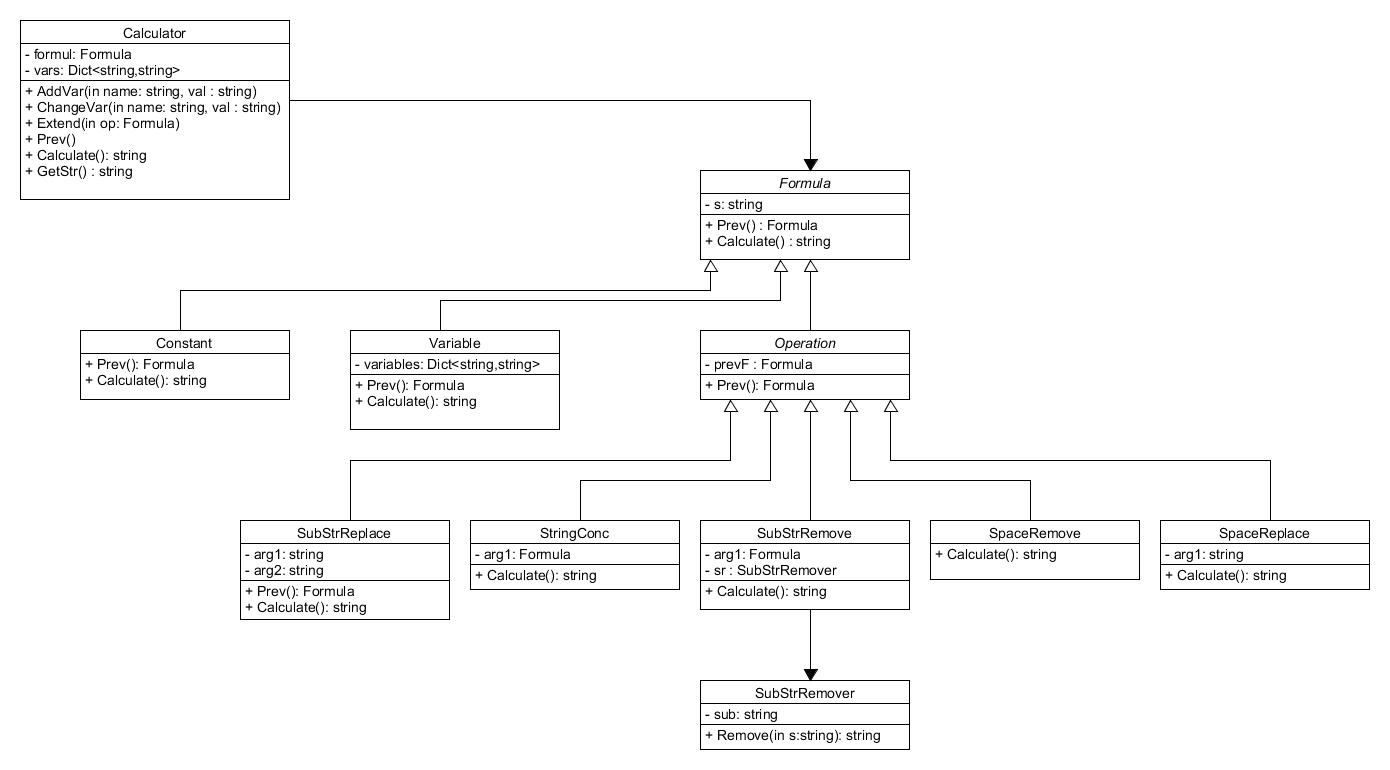 Calculator
- formul: Formula
- vars: Dict<string,string>
+ AddVar(in name: string, val : string)
+ ChangeVar(in name: string, val : string)
+ Extend(in op: Formula)
+ Prev()
+ Calculate(): string
+ GetStr() : string
Formula
- s: string
+ Prev() : Formula
+ Calculate() : string
Constant
+ Prev(): Formula
+ Calculate(): string
Variable
- variables: Dict<string,string>
+ Prev(): Formula
+ Calculate(): string
Operation
- prevF : Formula
+ Prev(): Formula
SubStrReplace
- arg1: string
- arg2: string
+ Prev(): Formula
+ Calculate(): string
StringConc
- arg1: Formula
+ Calculate(): string
SubStrRemove
- arg1: Formula
- sr : SubStrRemover
+ Calculate(): string
SpaceRemove
+ Calculate(): string
SpaceReplace
- arg1: string
+ Calculate(): string
SubStrRemover
- sub: string
+ Remove(in s:string): string